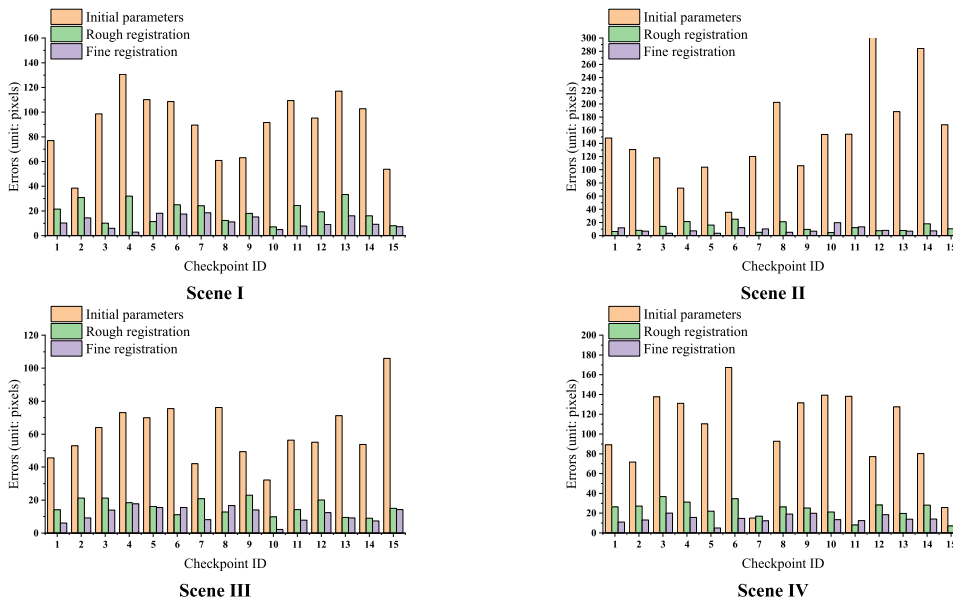 Initial parameters
Rough registration
Fine registration
Errors (unit: pixels)
160
140
120
100
80
60
40
20
0
1 2 3 4 5 6 7 8 9 10 11 12 13 14 15
Checkpoint ID
Scene I
Initial parameters
Rough registration
Fine registration
Errors (unit: pixels)
300
280
260
240
220
200
180
160
140
120
100
80
60
40
20
0
1 2 3 4 5 6 7 8 9 10 11 12 13 14 15
Checkpoint ID
Scene II
Initial parameters
Rough registration
Fine registration
Errors (unit: pixels)
120
100
80
60
40
20
0
1 2 3 4 5 6 7 8 9 10 11 12 13 14 15
Checkpoint ID
Scene III
Initial parameters
Rough registration
Fine registration
Errors (unit: pixels)
200
180
160
140
120
100
80
60
40
20
0
1 2 3 4 5 6 7 8 9 10 11 12 13 14 15
Checkpoint ID
Scene IV